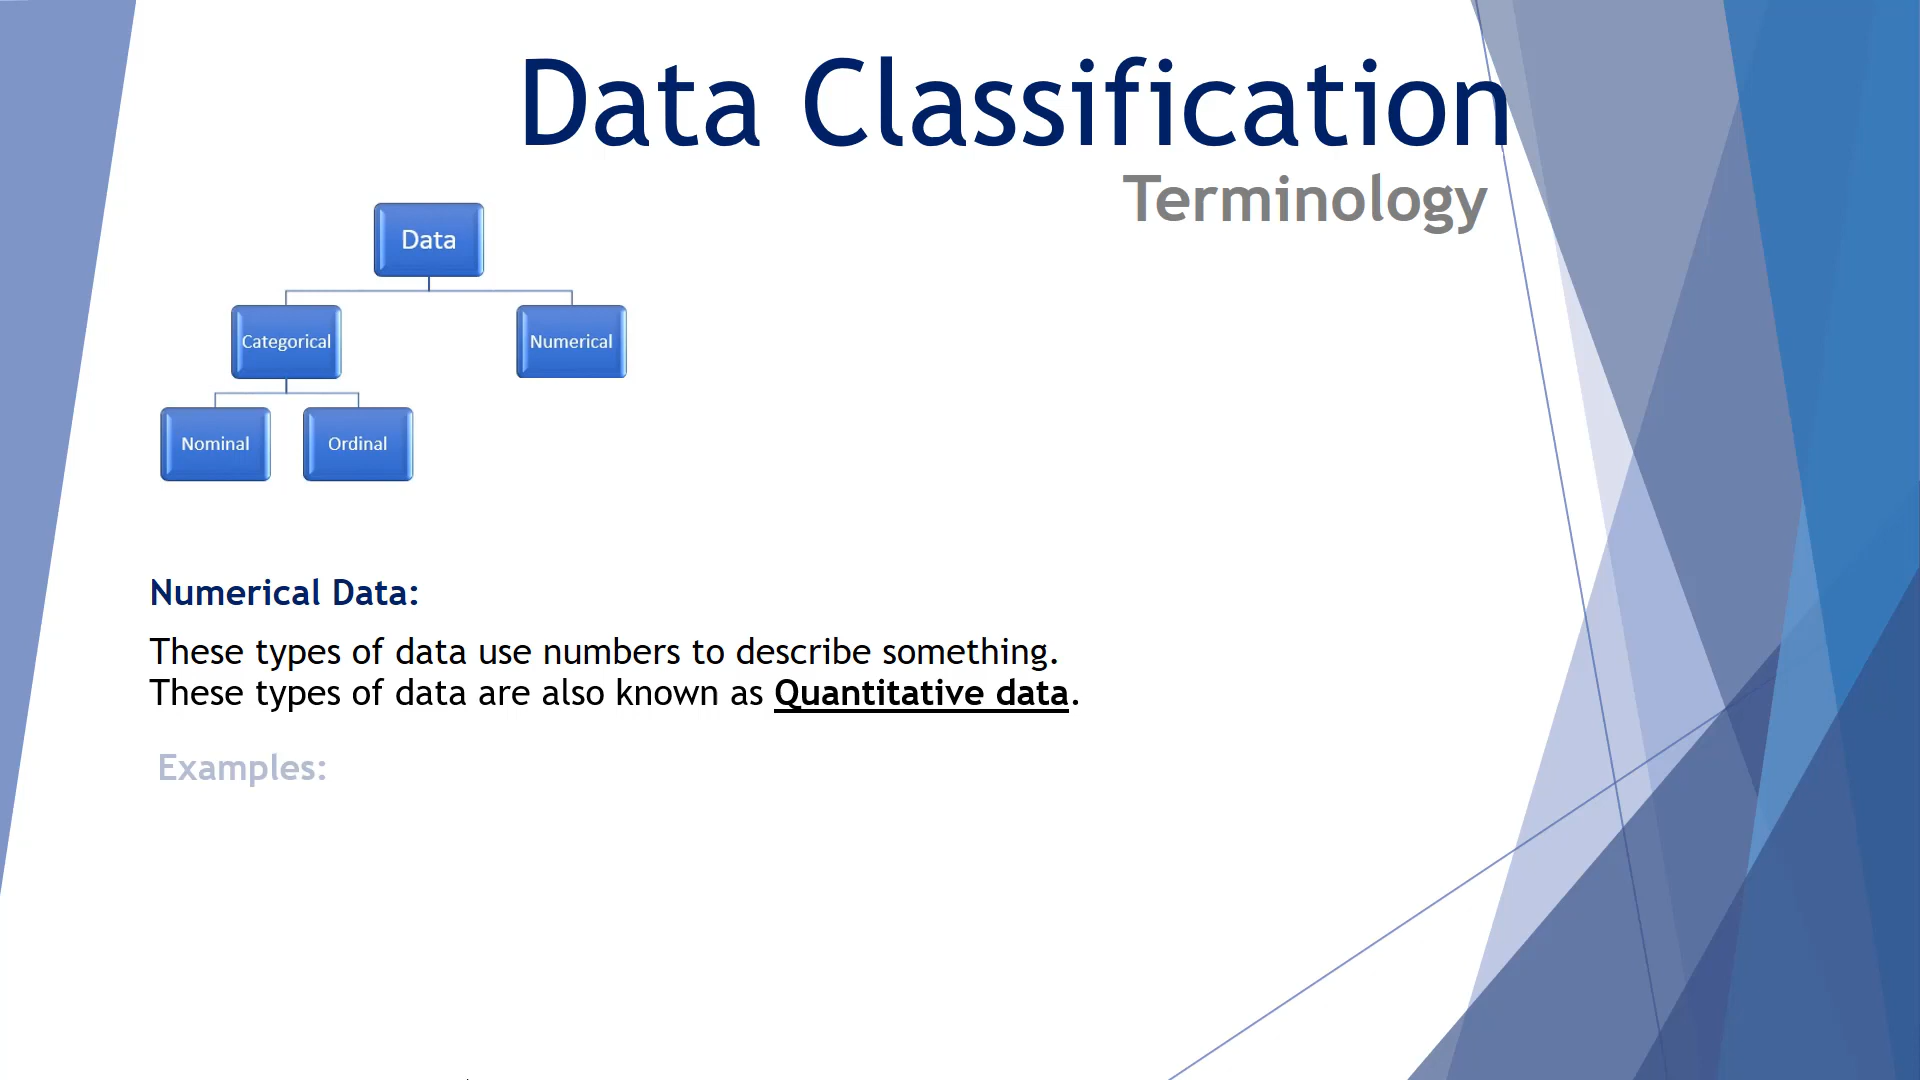 Data Classification
Terminology
Data
Categorical
Numerical
Nominal
Ordinal
Numerical Data:
These types of data use numbers to describe something.
These types of data are also known as Quantitative data.
Examples: